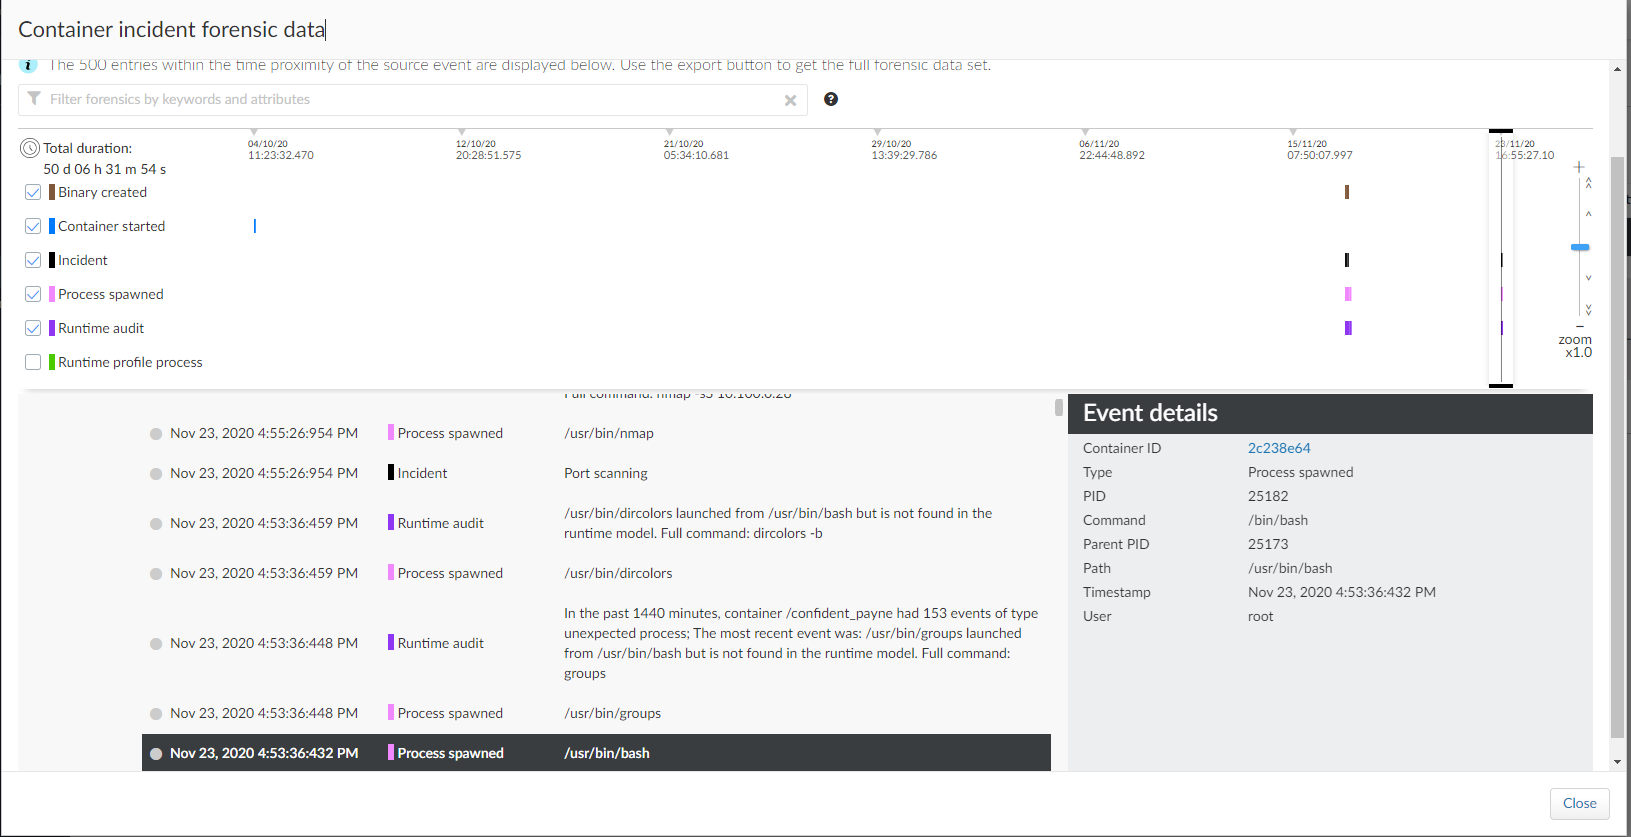 Container incident forensic data
The 500 entries within the time proximity of the source event are displayed below. Use the export button to get the full forensic data set.
Filter forensics by keywords and attributes
Total duration:
50 d 06 h 31 m 54 s
04/10/20
11:23:32.470
12/10/20
20:28:51.575
21/10/20
05:34:10.681
29/10/20
13:39:29.786
06/11/20
22:44:48.892
15/11/20
07:50:07.997
23/11/20
16:55:27.10
Binary created
Container started
Incident
Process spawned
Runtime audit
Runtime profile process
zoom
x1.0
Full command: nmap -sS 10.100.0.26
Nov 23, 2020 4:55:26:954 PM Process spawned /usr/bin/nmap
Nov 23, 2020 4:55:26:954 PM Incident Port scanning
Nov 23, 2020 4:53:36:459 PM Runtime audit /usr/bin/dircolors launched from /usr/bin/bash but is not found in the
runtime model. Full command: dircolors -b
Nov 23, 2020 4:53:36:459 PM Process spawned /usr/bin/dircolors
Nov 23, 2020 4:53:36:448 PM Runtime audit In the past 1440 minutes, container /confident_payne had 153 events of type
unexpected process; The most recent event was: /usr/bin/groups launched
from /usr/bin/bash but is not found in the runtime model. Full command:
groups
Nov 23, 2020 4:53:36:448 PM Process spawned /usr/bin/groups
Nov 23, 2020 4:53:36:432 PM Process spawned /usr/bin/bash
Event details
Container ID 2c238e64
Type Process spawned
PID 25182
Command /bin/bash
Parent PID 25173
Path /usr/bin/bash
Timestamp Nov 23, 2020 4:53:36:432 PM
User root
Close